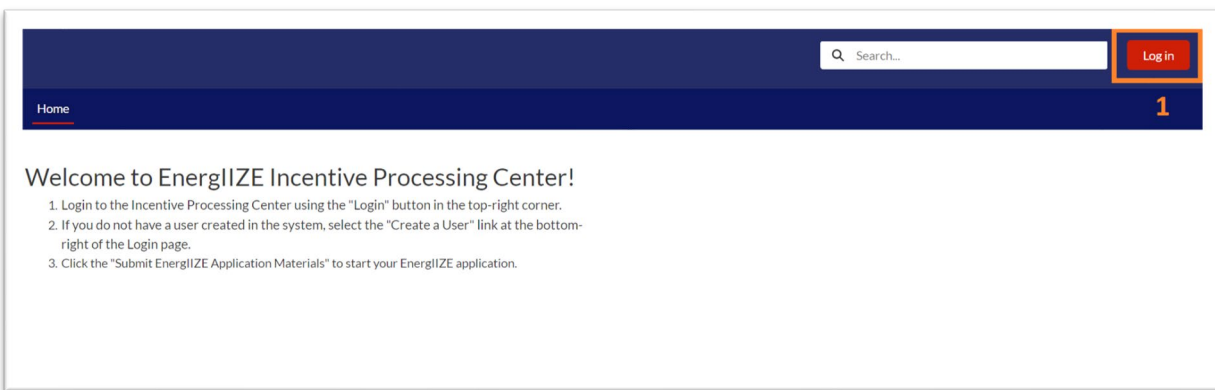 Search...
Log in
Home
1
Welcome to EnergIIZE Incentive Processing Center!
1. Login to the Incentive Processing Center using the "Login" button in the top-right corner.
2. If you do not have a user created in the system, select the "Create a User" link at the bottom-
right of the Login page.
3. Click the "Submit EnergIIZE Application Materials" to start your EnergIIZE application.